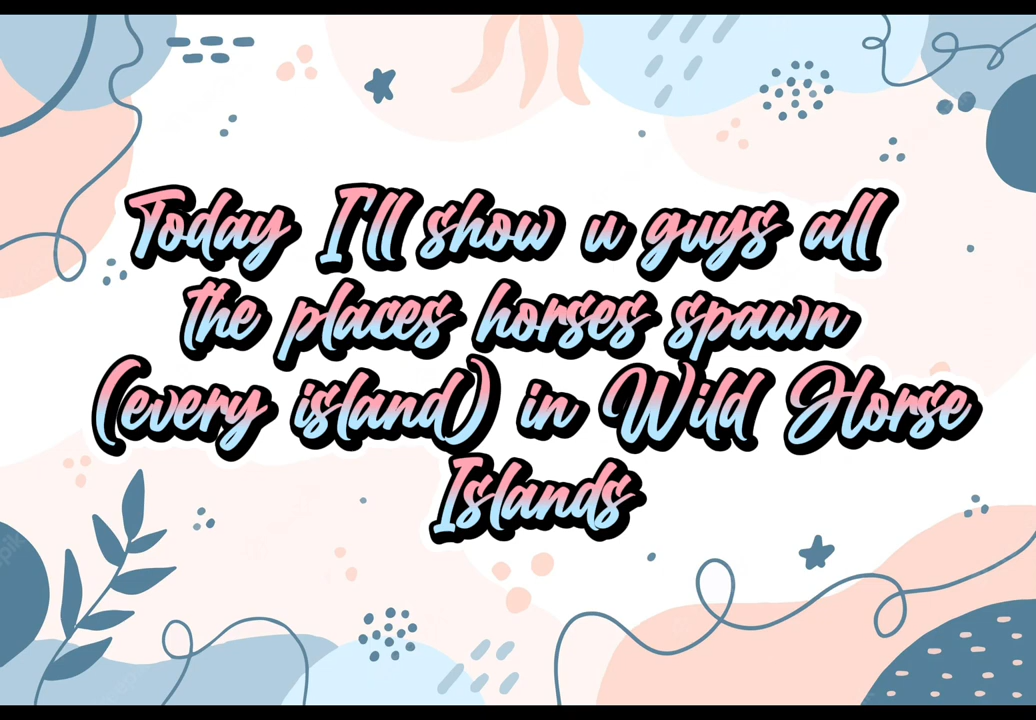 Today I'll show u guys all
the places horses spawn
(every island) in Wild Horse
Islands